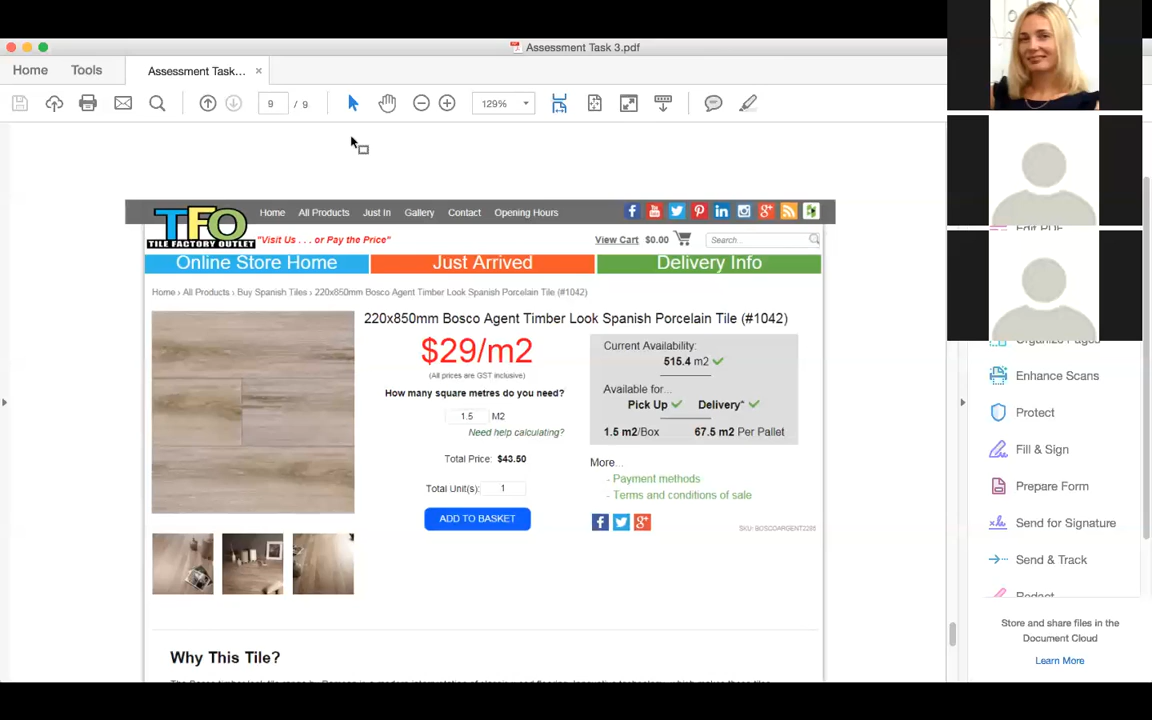 Assessment Task 3.pdf
Home Tools Assessment Task... ×
9 / 9 129%
TFO
TILE FACTORY OUTLET
Home All Products Just In Gallery Contact Opening Hours
"Visit Us . . . or Pay the Price"
View Cart $0.00 Search...
Online Store Home Just Arrived Delivery Info
Home › All Products › Buy Spanish Tiles › 220x850mm Bosco Agent Timber Look Spanish Porcelain Tile (#1042)
220x850mm Bosco Agent Timber Look Spanish Porcelain Tile (#1042)
$29/m2
(All prices are GST inclusive)
How many square metres do you need?
1.5 M2
Need help calculating?
Total Price: $43.50
Total Unit(s): 1
ADD TO BASKET
Current Availability:
515.4 m2
Available for...
Pick Up Delivery*
1.5 m2/Box 67.5 m2 Per Pallet
More...
- Payment methods
- Terms and conditions of sale
Why This Tile?
Edit PDF
Organize Pages
Enhance Scans
Protect
Fill & Sign
Prepare Form
Send for Signature
Send & Track
Redact
Store and share files in the
Document Cloud
Learn More